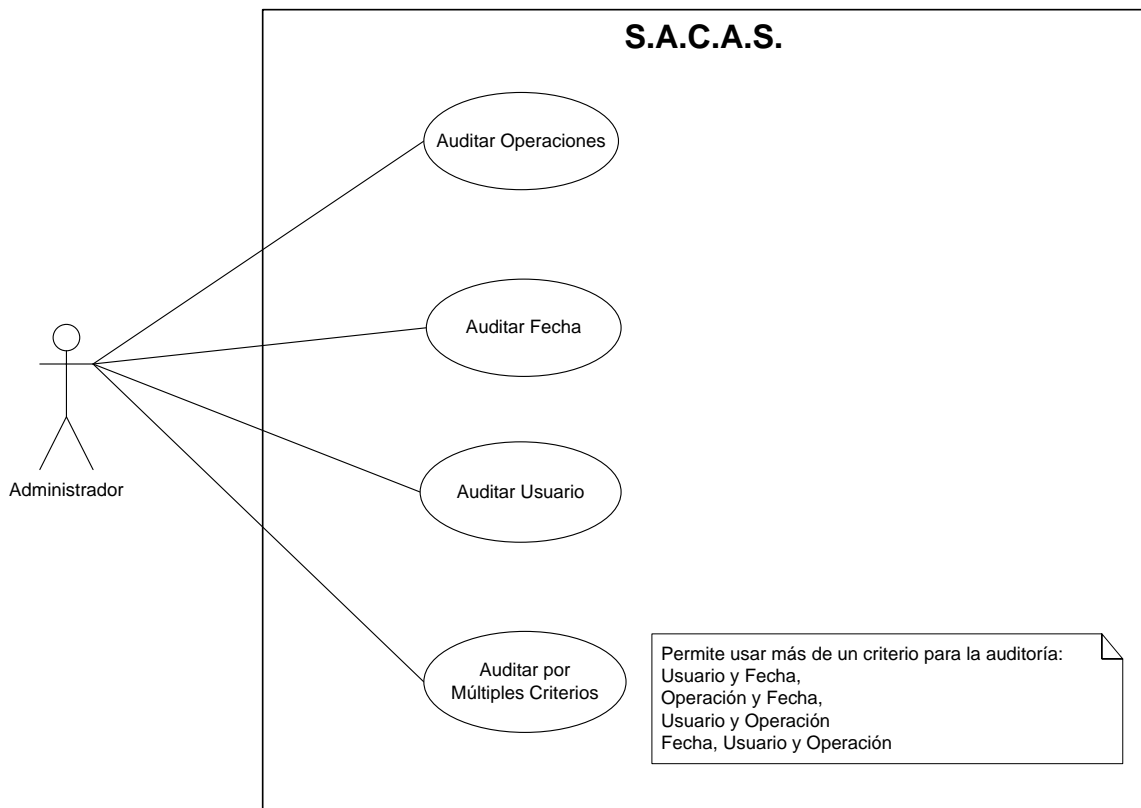 S.A.C.A.S.
Auditar Operaciones
Auditar Fecha
Administrador
Auditar Usuario
Auditar por
Múltiples Criterios
Permite usar más de un criterio para la auditoría:
Usuario y Fecha,
Operación y Fecha,
Usuario y Operación
Fecha, Usuario y Operación